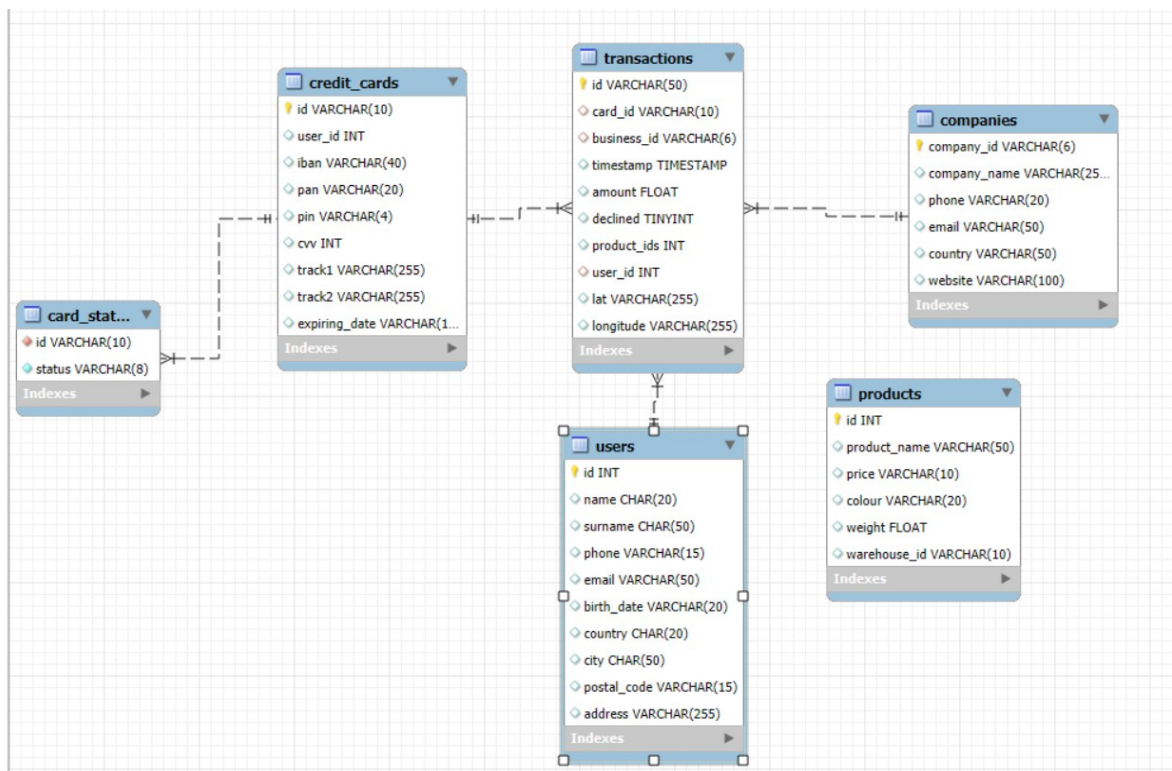 credit_cards
id VARCHAR(10)
user_id INT
iban VARCHAR(40)
pan VARCHAR(20)
pin VARCHAR(4)
cvv INT
track1 VARCHAR(255)
track2 VARCHAR(255)
expiring_date VARCHAR(1...
Indexes
transactions
id VARCHAR(50)
card_id VARCHAR(10)
business_id VARCHAR(6)
timestamp TIMESTAMP
amount FLOAT
declined TINYINT
product_ids INT
user_id INT
lat VARCHAR(255)
longitude VARCHAR(255)
Indexes
companies
company_id VARCHAR(6)
company_name VARCHAR(25...
phone VARCHAR(20)
email VARCHAR(50)
country VARCHAR(50)
website VARCHAR(100)
Indexes
card_stat...
id VARCHAR(10)
status VARCHAR(8)
Indexes
users
id INT
name CHAR(20)
surname CHAR(50)
phone VARCHAR(15)
email VARCHAR(50)
birth_date VARCHAR(20)
country CHAR(20)
city CHAR(50)
postal_code VARCHAR(15)
address VARCHAR(255)
Indexes
products
id INT
product_name VARCHAR(50)
price VARCHAR(10)
colour VARCHAR(20)
weight FLOAT
warehouse_id VARCHAR(10)
Indexes